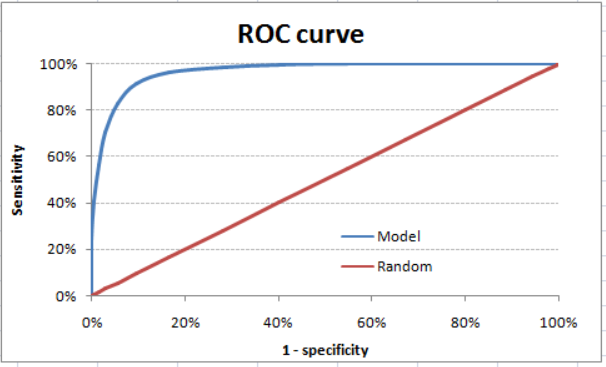 ROC curve
100%
80%
60%
40%
20%
0%
Sensitivity
Model
Random
0%
20%
40%
60%
80%
100%
1 - specificity